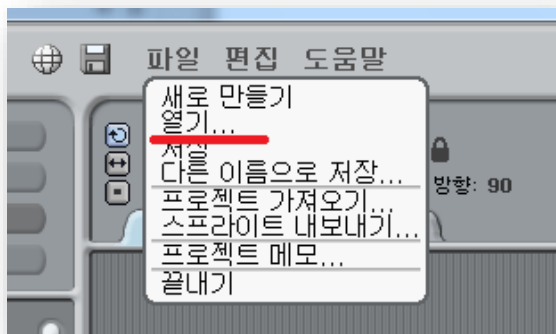 파일 편집 도움말
새로 만들기
열기...
저장
다른 이름으로 저장...
방향: 90
프로젝트 가져오기...
스프라이트 내보내기...
프로젝트 메모...
끝내기